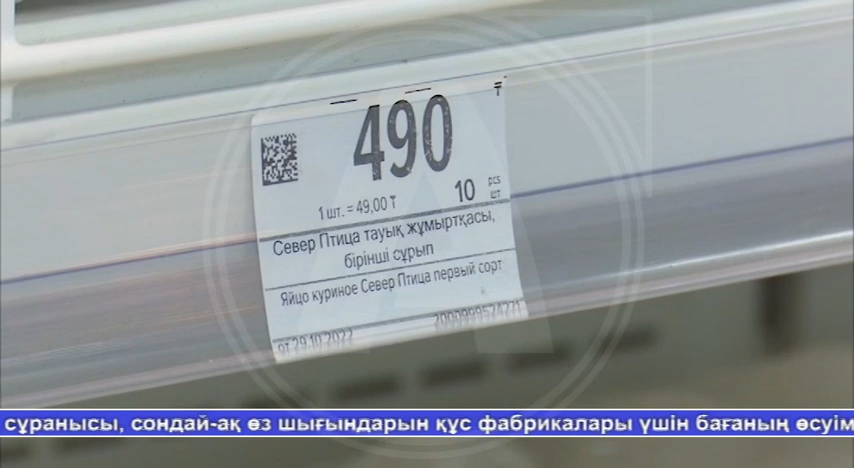 490 ₸
1 шт. = 49,00 ₸ 10 pcs шт
Север Птица тауық жұмыртқасы,
бірінші сұрып
Яйцо куриное Север Птица первый сорт
от 29.10.2022
сұранысы, сондай-ақ өз шығындарын құс фабрикалары үшін бағаның өсуім